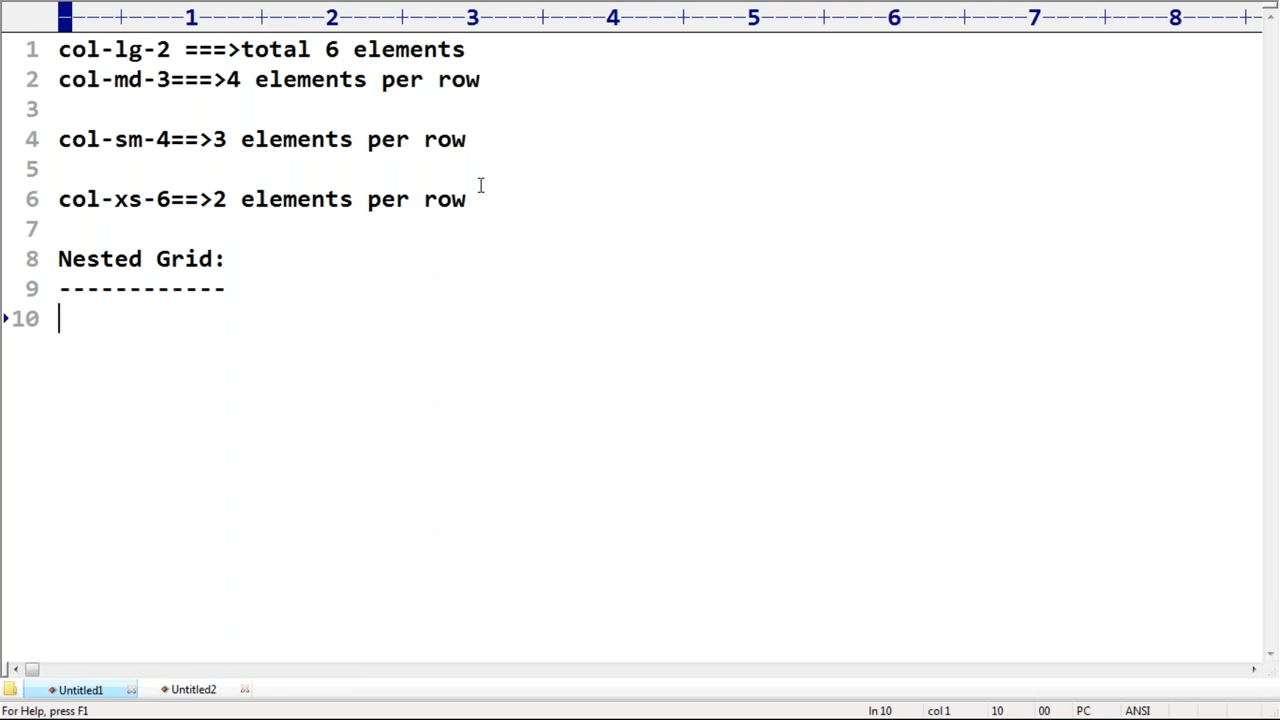 1 2 3 4 5 6 7 8
1 col-lg-2 ===>total 6 elements
2 col-md-3===>4 elements per row
3
4 col-sm-4==>3 elements per row
5
6 col-xs-6==>2 elements per row
7
8 Nested Grid:
9 ------------
10
Untitled1 Untitled2
For Help, press F1 ln 10 col 1 10 00 PC ANSI